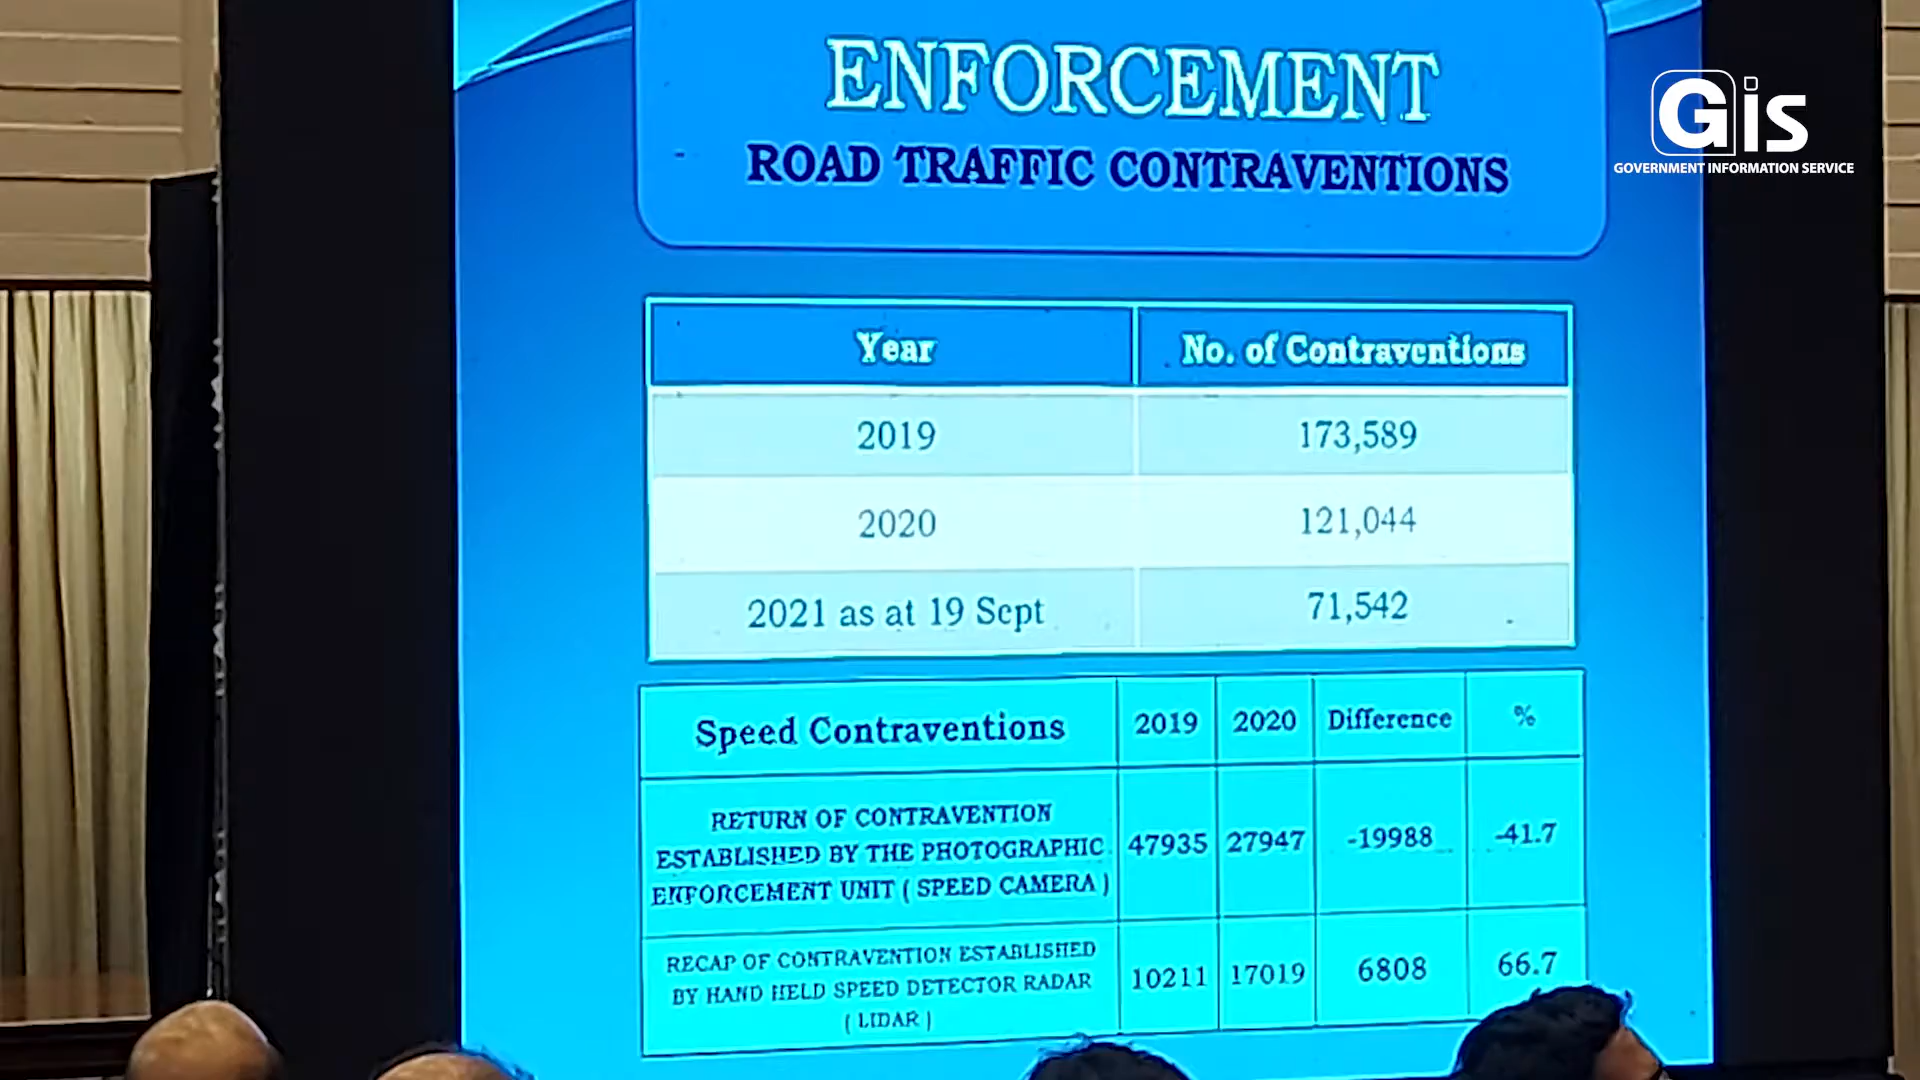 ENFORCEMENT
ROAD TRAFFIC CONTRAVENTIONS
Gis
GOVERNMENT INFORMATION SERVICE
Year No. of Contraventions
2019 173,589
2020 121,044
2021 as at 19 Sept 71,542
Speed Contraventions 2019 2020 Difference %
RETURN OF CONTRAVENTION
ESTABLISHED BY THE PHOTOGRAPHIC
ENFORCEMENT UNIT ( SPEED CAMERA )
47935 27947 -19988 -41.7
RECAP OF CONTRAVENTION ESTABLISHED
BY HAND HELD SPEED DETECTOR RADAR
( LIDAR )
10211 17019 6808 66.7